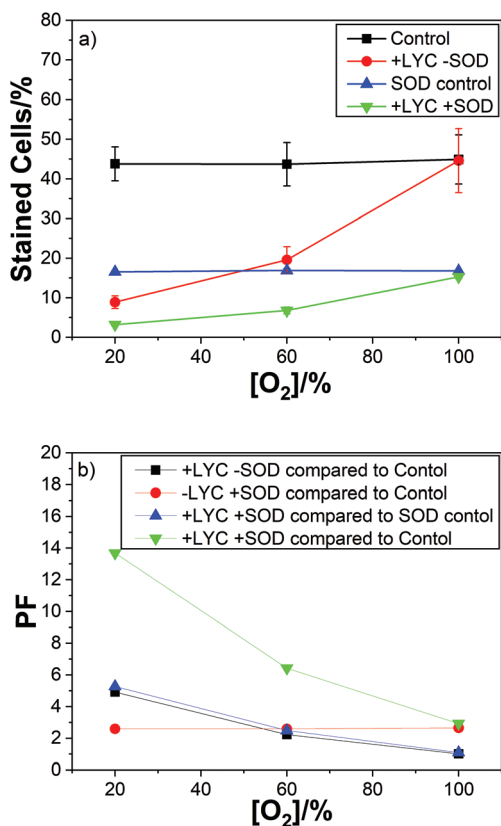 a)
Control
+LYC -SOD
SOD control
+LYC +SOD
Stained Cells/%
80
70
60
50
40
30
20
10
0
20 40 60 80 100
[O2]/%
b)
+LYC -SOD compared to Contol
-LYC +SOD compared to Contol
+LYC +SOD compared to SOD contol
+LYC +SOD compared to Contol
PF
20
18
16
14
12
10
8
6
4
2
0
20 40 60 80 100
[O2]/%